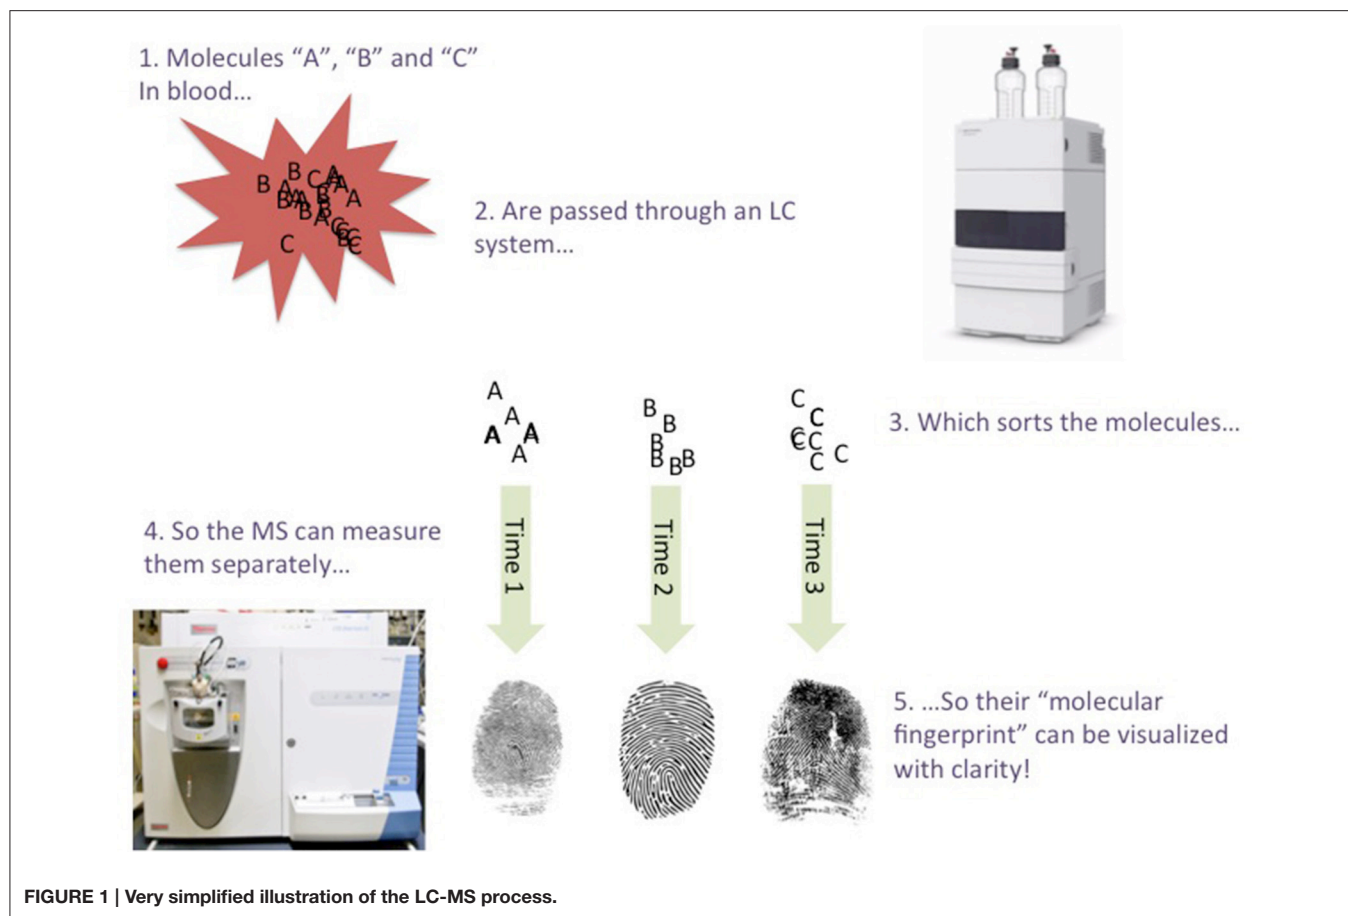 1. Molecules “A”, “B” and “C”
In blood…
B
B
C
A
A
A
A
B
A
A
B
A
B
B
A
C
C
B
C
C
C
2. Are passed through an LC
system…
A
A
A
A
A
A
B
B
B
B
B
B
C
C
C
C
C
C
C
3. Which sorts the molecules…
4. So the MS can measure
them separately…
Time 1
Time 2
Time 3
Thermo
5. …So their “molecular
fingerprint” can be visualized
with clarity!
FIGURE 1 | Very simplified illustration of the LC-MS process.